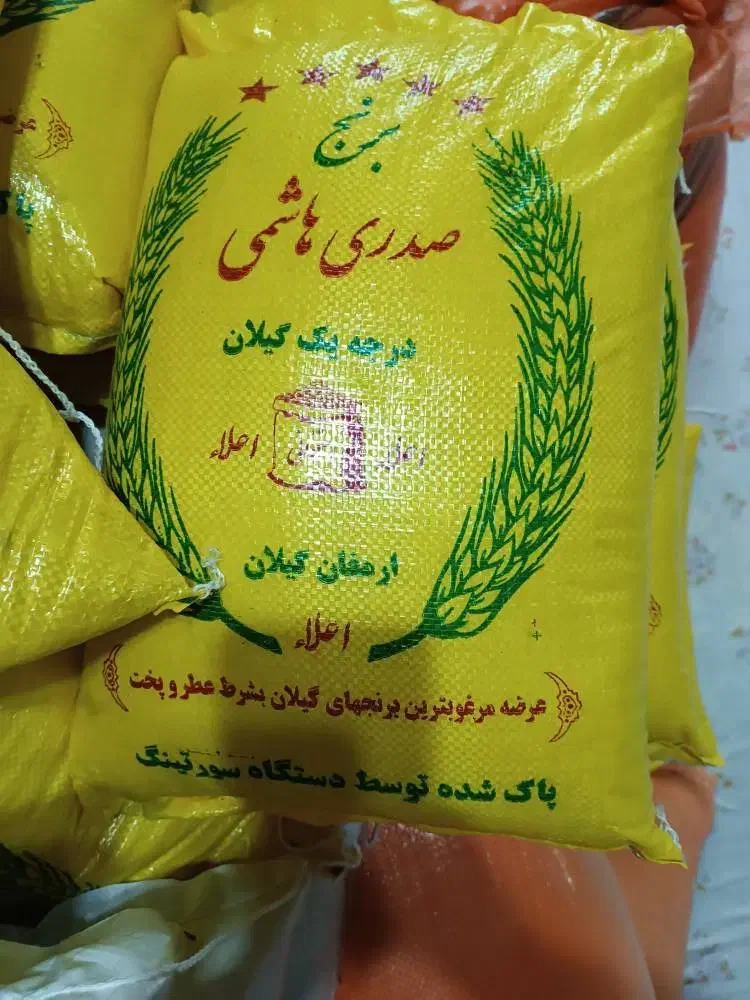 برنج
صدری هاشمی
درجه یک گیلان
اعلاء اعلاء
ارمغان گیلان
اعلاء
عرضه مرغوبترین برنجهای گیلان بشرط عطر و پخت
پاک شده توسط دستگاه سورتینگ